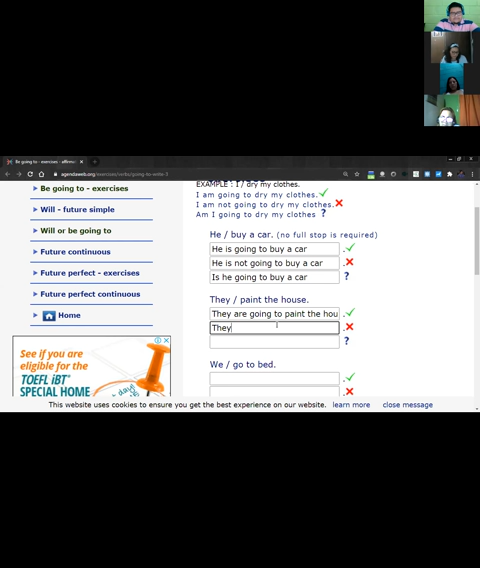 Be going to - exercises - affirma
agendaweb.org/exercises/verbs/going-to-write-3
Be going to - exercises
Will - future simple
Will or be going to
Future continuous
Future perfect - exercises
Future perfect continuous
Home
See if you are
eligible for the
TOEFL iBT
SPECIAL HOME
EXAMPLE : I / dry my clothes.
I am going to dry my clothes.
I am not going to dry my clothes.
Am I going to dry my clothes ?
He / buy a car. (no full stop is required)
He is going to buy a car .
He is not going to buy a car .
Is he going to buy a car ?
They / paint the house.
They are going to paint the hou .
They .
?
We / go to bed.
.
.
This website uses cookies to ensure you get the best experience on our website. learn more close message